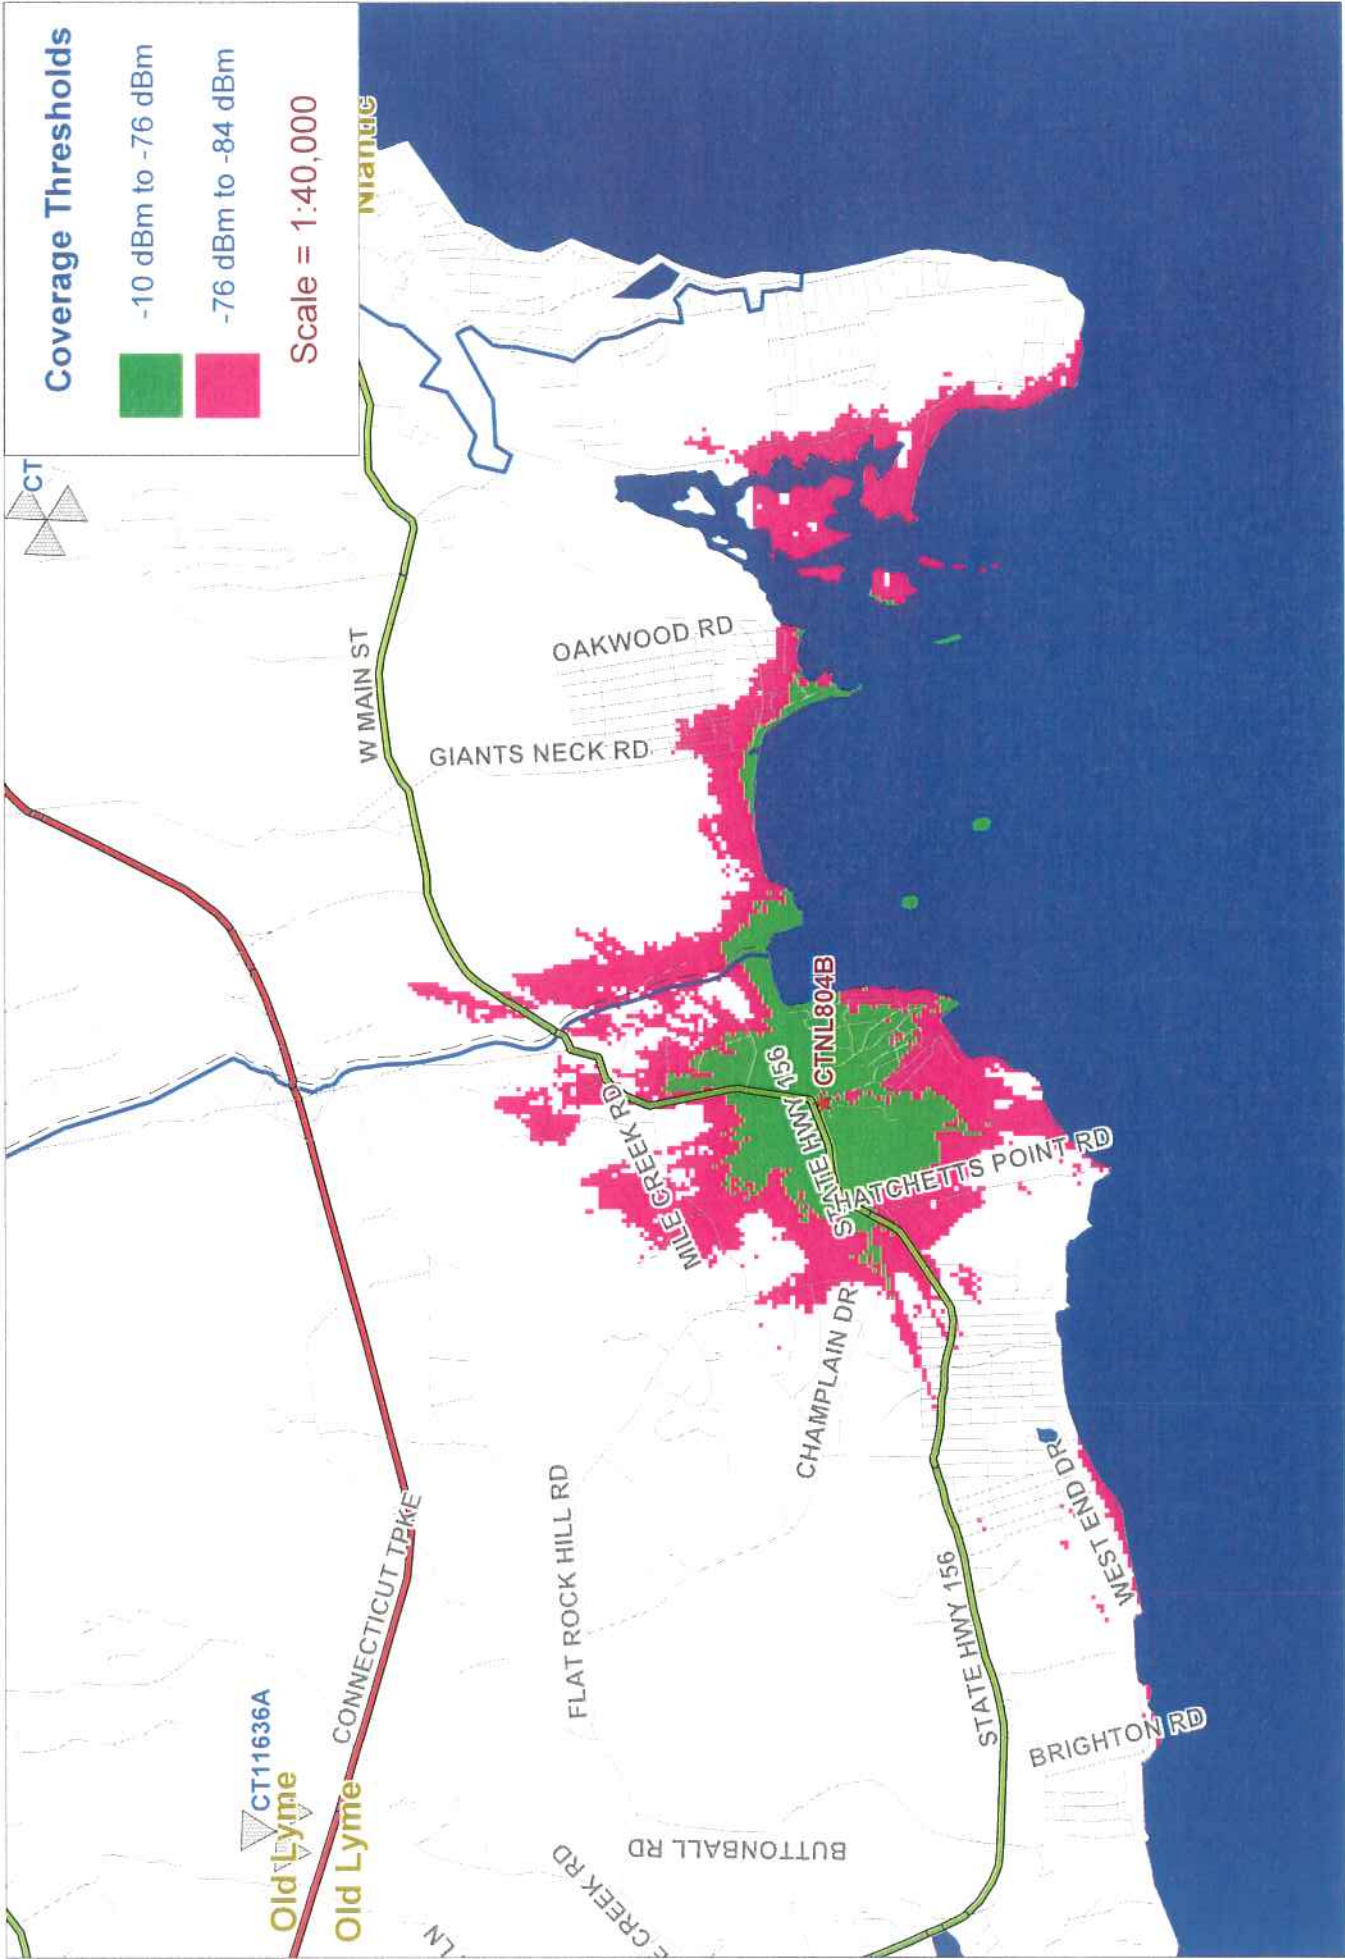 Coverage Thresholds
-10 dBm to -76 dBm
-76 dBm to -84 dBm
Scale = 1:40,000
CT
Niantic
W MAIN ST
OAKWOOD RD
GIANTS NECK RD
CTNL804B
STATE HWY 156
MILE CREEK RD
HATCHETTS POINT RD
CHAMPLAIN DR
CONNECTICUT TPKE
FLAT ROCK HILL RD
WEST END DR
STATE HWY 156
BRIGHTON RD
CT11636A
Old Lyme
Old Lyme
BUTTONBALL RD
E CREEK RD
LN